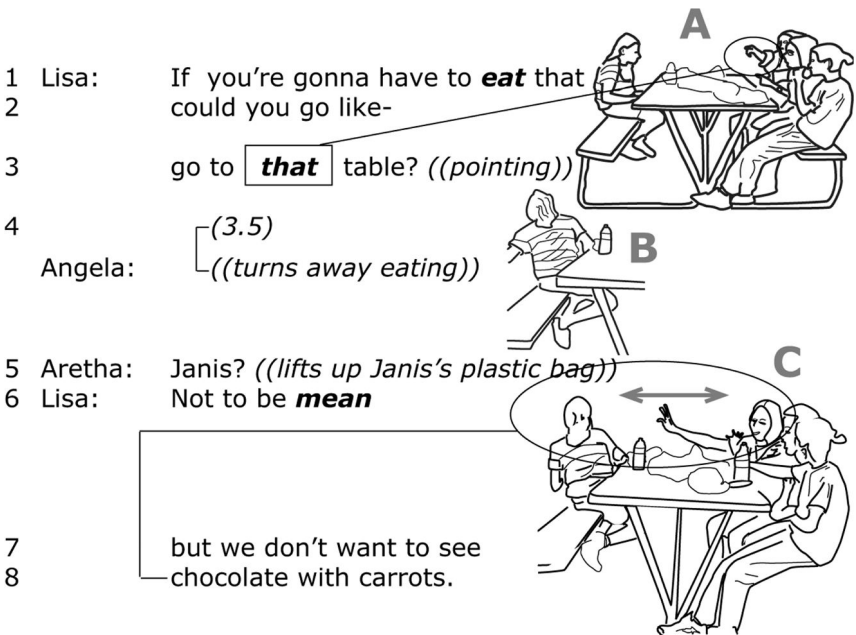 A
1 Lisa: If you're gonna have to eat that
2 could you go like-
3 go to that table? ((pointing))
4 (3.5)
B
Angela: ((turns away eating))
C
5 Aretha: Janis? ((lifts up Janis's plastic bag))
6 Lisa: Not to be mean
7 but we don't want to see
8 chocolate with carrots.